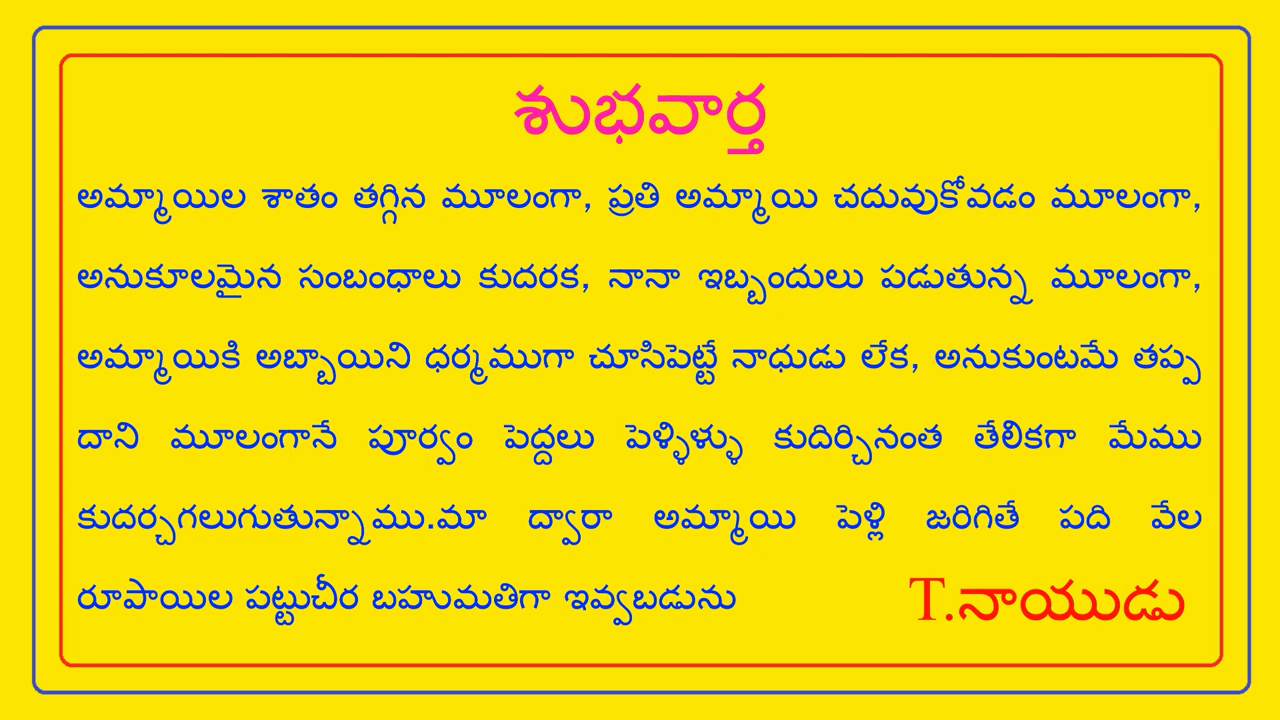 శుభవార్త
అమ్మాయిల శాతం తగ్గిన మూలంగా, ప్రతి అమ్మాయి చదువుకోవడం మూలంగా,
అనుకూలమైన సంబంధాలు కుదరక, నానా ఇబ్బందులు పడుతున్న మూలంగా,
అమ్మాయికి అబ్బాయిని ధర్మముగా చూసిపెట్టే నాధుడు లేక, అనుకుంటమే తప్ప
దాని మూలంగానే పూర్వం పెద్దలు పెళ్ళిళ్ళు కుదిర్చినంత తేలికగా మేము
కుదర్చగలుగుతున్నాము.మా ద్వారా అమ్మాయి పెళ్లి జరిగితే పది వేల
రూపాయిల పట్టుచీర బహుమతిగా ఇవ్వబడును
T.నాయుడు